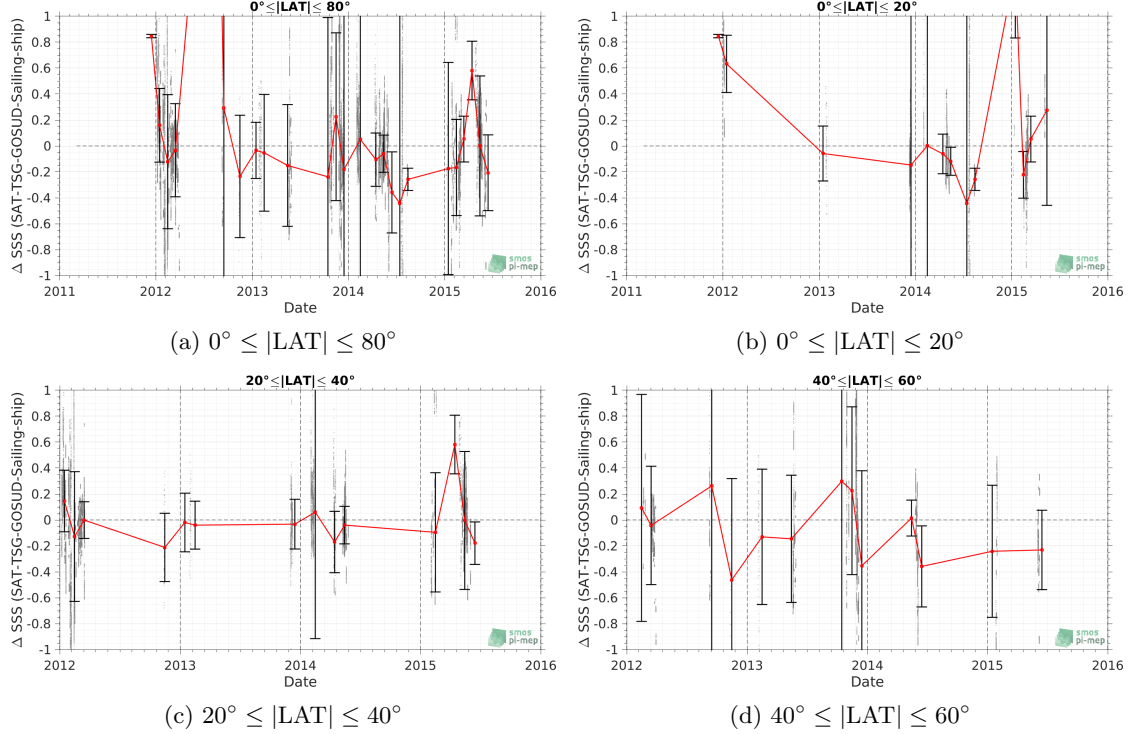 0°≤|LAT|≤ 80°
Δ SSS (SAT-TSG-GOSUD-Sailing-ship)
1
0.8
0.6
0.4
0.2
0
-0.2
-0.4
-0.6
-0.8
-1
smos
pi-mep
2011 2012 2013 2014 2015 2016
Date
(a) 0° ≤ |LAT| ≤ 80°
0°≤|LAT|≤ 20°
Δ SSS (SAT-TSG-GOSUD-Sailing-ship)
1
0.8
0.6
0.4
0.2
0
-0.2
-0.4
-0.6
-0.8
-1
smos
pi-mep
2011 2012 2013 2014 2015 2016
Date
(b) 0° ≤ |LAT| ≤ 20°
20°≤|LAT|≤ 40°
Δ SSS (SAT-TSG-GOSUD-Sailing-ship)
1
0.8
0.6
0.4
0.2
0
-0.2
-0.4
-0.6
-0.8
-1
smos
pi-mep
2012 2013 2014 2015 2016
Date
(c) 20° ≤ |LAT| ≤ 40°
40°≤|LAT|≤ 60°
Δ SSS (SAT-TSG-GOSUD-Sailing-ship)
1
0.8
0.6
0.4
0.2
0
-0.2
-0.4
-0.6
-0.8
-1
smos
pi-mep
2012 2013 2014 2015 2016
Date
(d) 40° ≤ |LAT| ≤ 60°